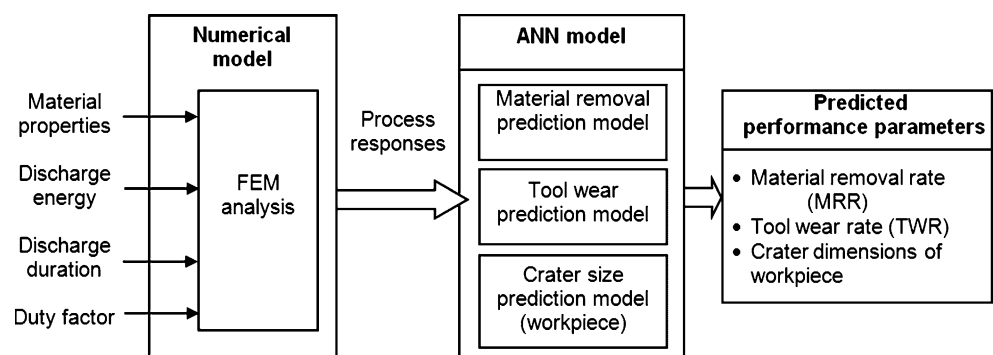 Numerical
model
Material
properties
Discharge
energy
Discharge
duration
Duty factor
FEM
analysis
Process
responses
ANN model
Material removal
prediction model
Tool wear
prediction model
Crater size
prediction model
(workpiece)
Predicted
performance parameters
• Material removal rate
(MRR)
• Tool wear rate (TWR)
• Crater dimensions of
workpiece